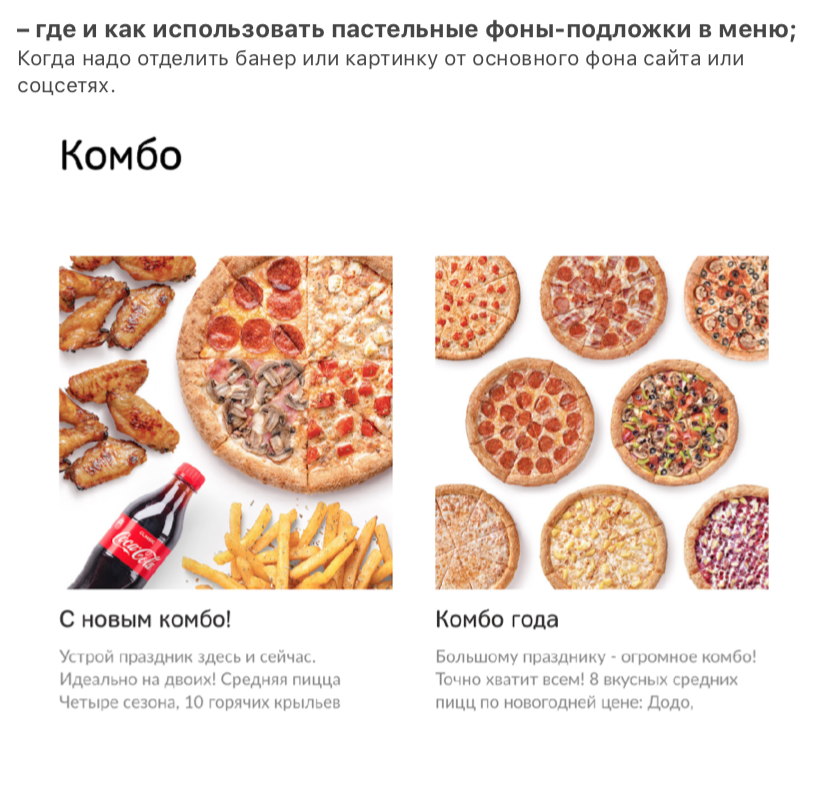 – где и как использовать пастельные фоны-подложки в меню;
Когда надо отделить банер или картинку от основного фона сайта или
соцсетях.
Комбо
Coca-Cola
С новым комбо!
Устрой праздник здесь и сейчас.
Идеально на двоих! Средняя пицца
Четыре сезона, 10 горячих крыльев
Комбо года
Большому празднику - огромное комбо!
Точно хватит всем! 8 вкусных средних
пицц по новогодней цене: Додо,